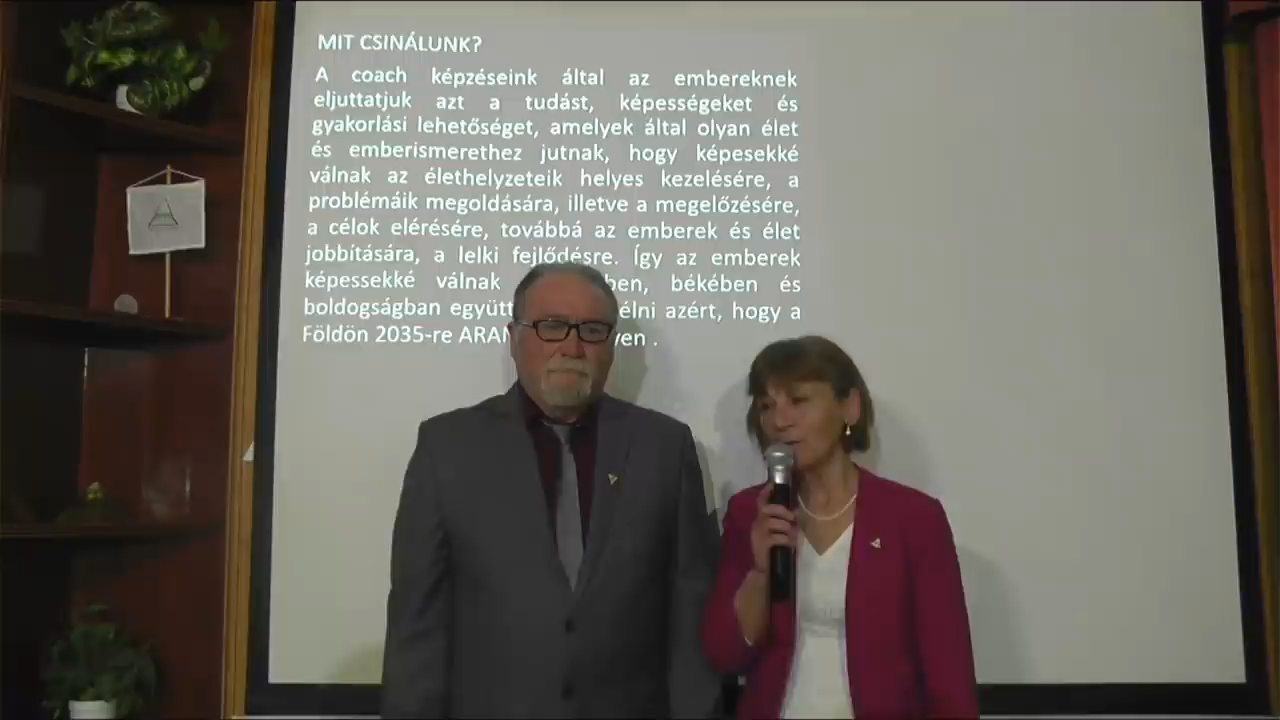 MIT CSINÁLUNK?
A coach képzéseink által az embereknek
eljuttatjuk azt a tudást, képességeket és
gyakorlási lehetőséget, amelyek által olyan élet
és emberismerethez jutnak, hogy képesekké
válnak az élethelyzeteik helyes kezelésére, a
problémáik megoldására, illetve a megelőzésére,
a célok elérésére, továbbá az emberek és élet
jobbítására, a lelki fejlődésre. Így az emberek
képessekké válnak ben, békében és
boldogságban együtt élni azért, hogy a
Földön 2035-re ARAN yen .